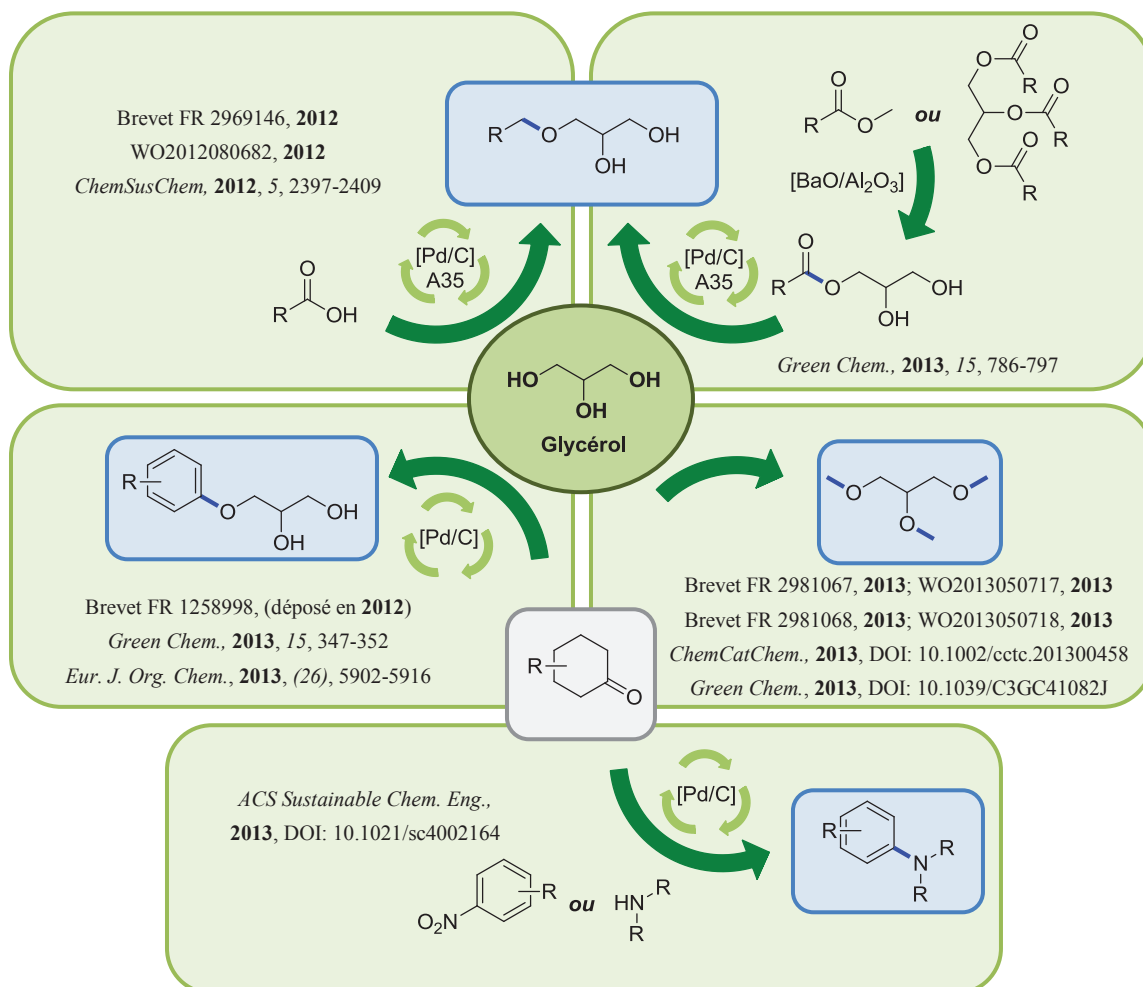 Brevet FR 2969146, 2012
WO2012080682, 2012
ChemSusChem, 2012, 5, 2397-2409
R
O
OH
OH
[Pd/C]
A35
R
O
OH
R
O
O
ou
O
O
R
O
O
R
O
O
R
[BaO/Al2O3]
[Pd/C]
A35
R
O
O
OH
OH
Green Chem., 2013, 15, 786-797
HO
OH
OH
Glycérol
R
O
OH
OH
[Pd/C]
Brevet FR 1258998, (déposé en 2012)
Green Chem., 2013, 15, 347-352
Eur. J. Org. Chem., 2013, (26), 5902-5916
O
O
O
Brevet FR 2981067, 2013; WO2013050717, 2013
Brevet FR 2981068, 2013; WO2013050718, 2013
ChemCatChem., 2013, DOI: 10.1002/cctc.201300458
Green Chem., 2013, DOI: 10.1039/C3GC41082J
R
O
ACS Sustainable Chem. Eng.,
2013, DOI: 10.1021/sc4002164
[Pd/C]
O2N
R
ou
HN
R
R
R
N
R
R